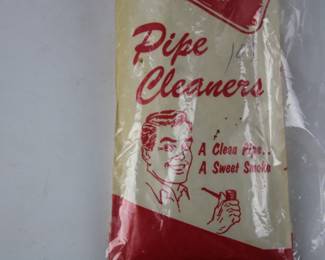 Pipe
Cleaners
A Clean Pipe..
A Sweet Smoke